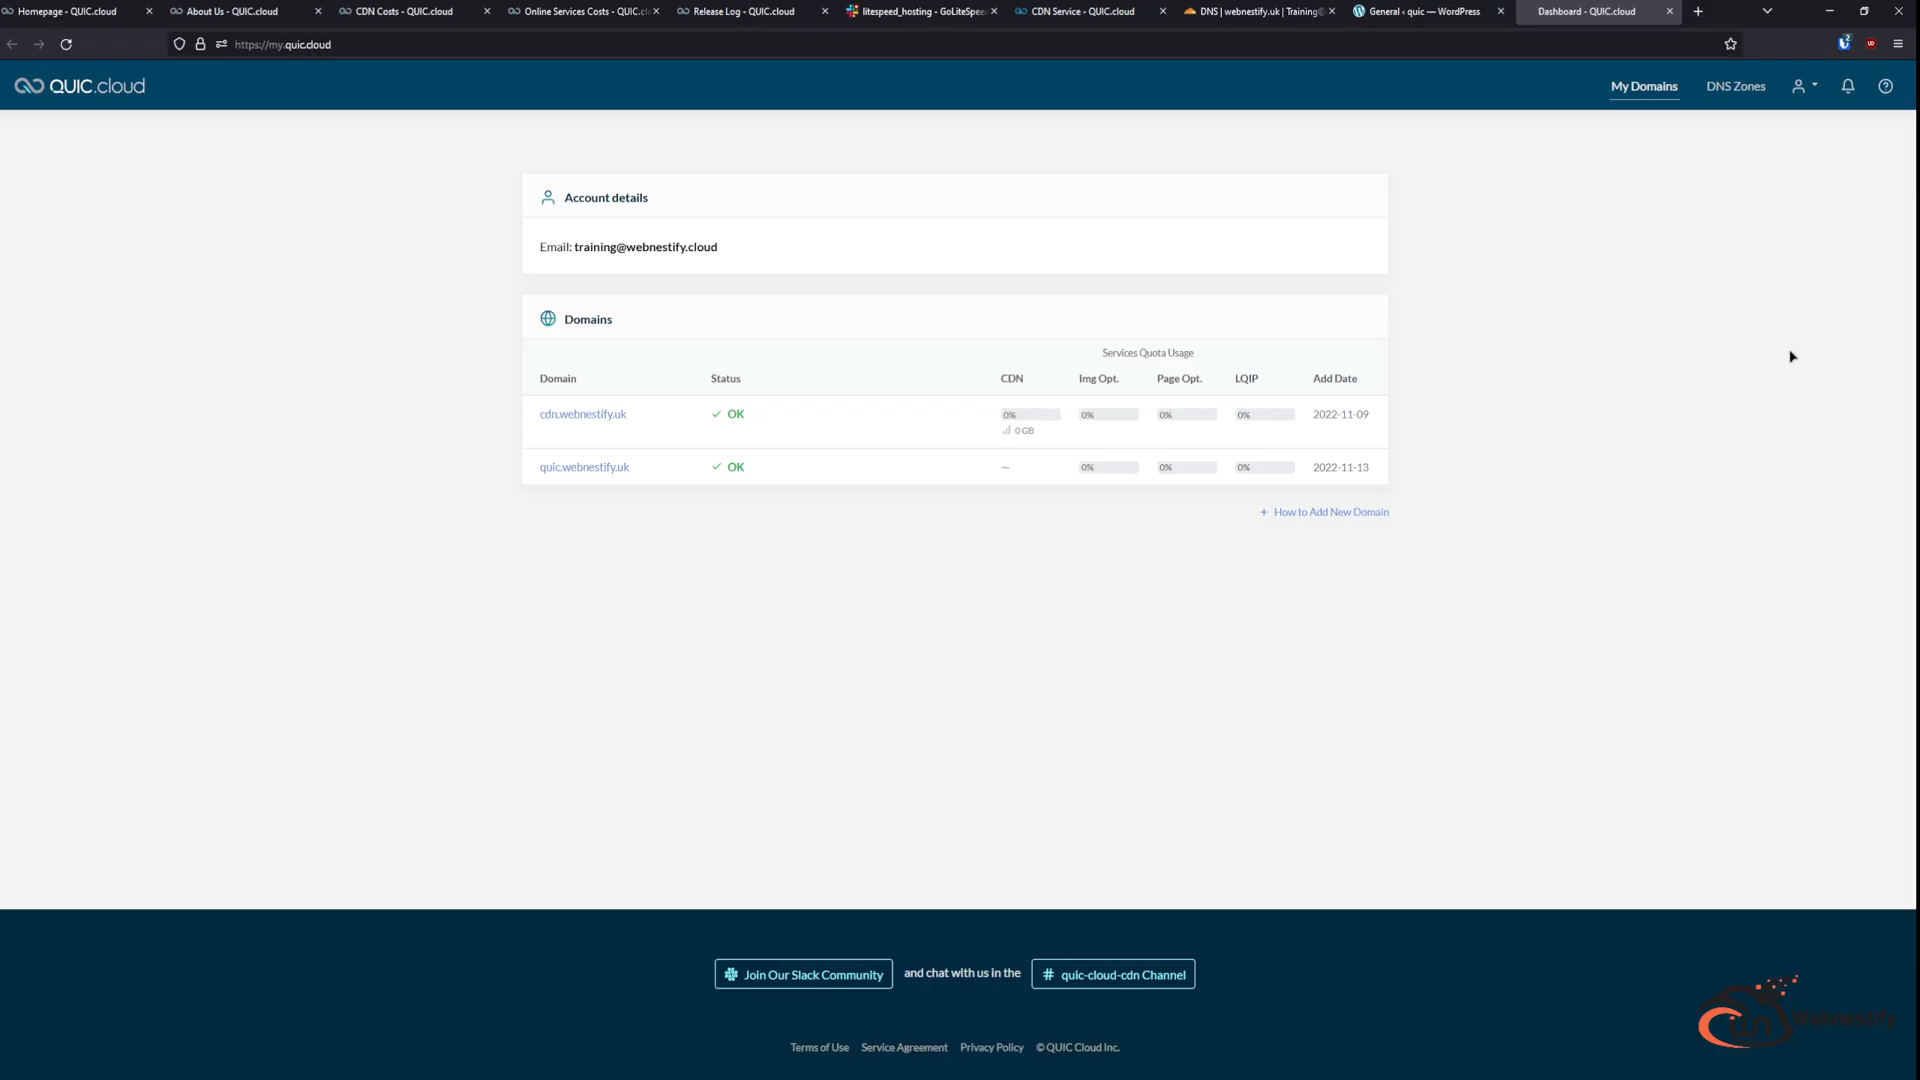 Homepage - QUIC.cloud
About Us - QUIC.cloud
CDN Costs - QUIC.cloud
Online Services Costs - QUIC.cl
Release Log - QUIC.cloud
litespeed_hosting - GoLiteSpee
CDN Service - QUIC.cloud
DNS | webnestify.uk | Training@
General ‹ quic — WordPress
Dashboard - QUIC.cloud
https://my.quic.cloud
2
QUIC.cloud
My Domains
DNS Zones
Account details
Email: training@webnestify.cloud
Domains
Services Quota Usage
Domain Status CDN Img Opt. Page Opt. LQIP Add Date
cdn.webnestify.uk OK 0% 0% 0% 0% 2022-11-09
0 GB
quic.webnestify.uk OK — 0% 0% 0% 2022-11-13
+ How to Add New Domain
Join Our Slack Community and chat with us in the # quic-cloud-cdn Channel
Webnestify
Terms of Use Service Agreement Privacy Policy © QUIC Cloud Inc.